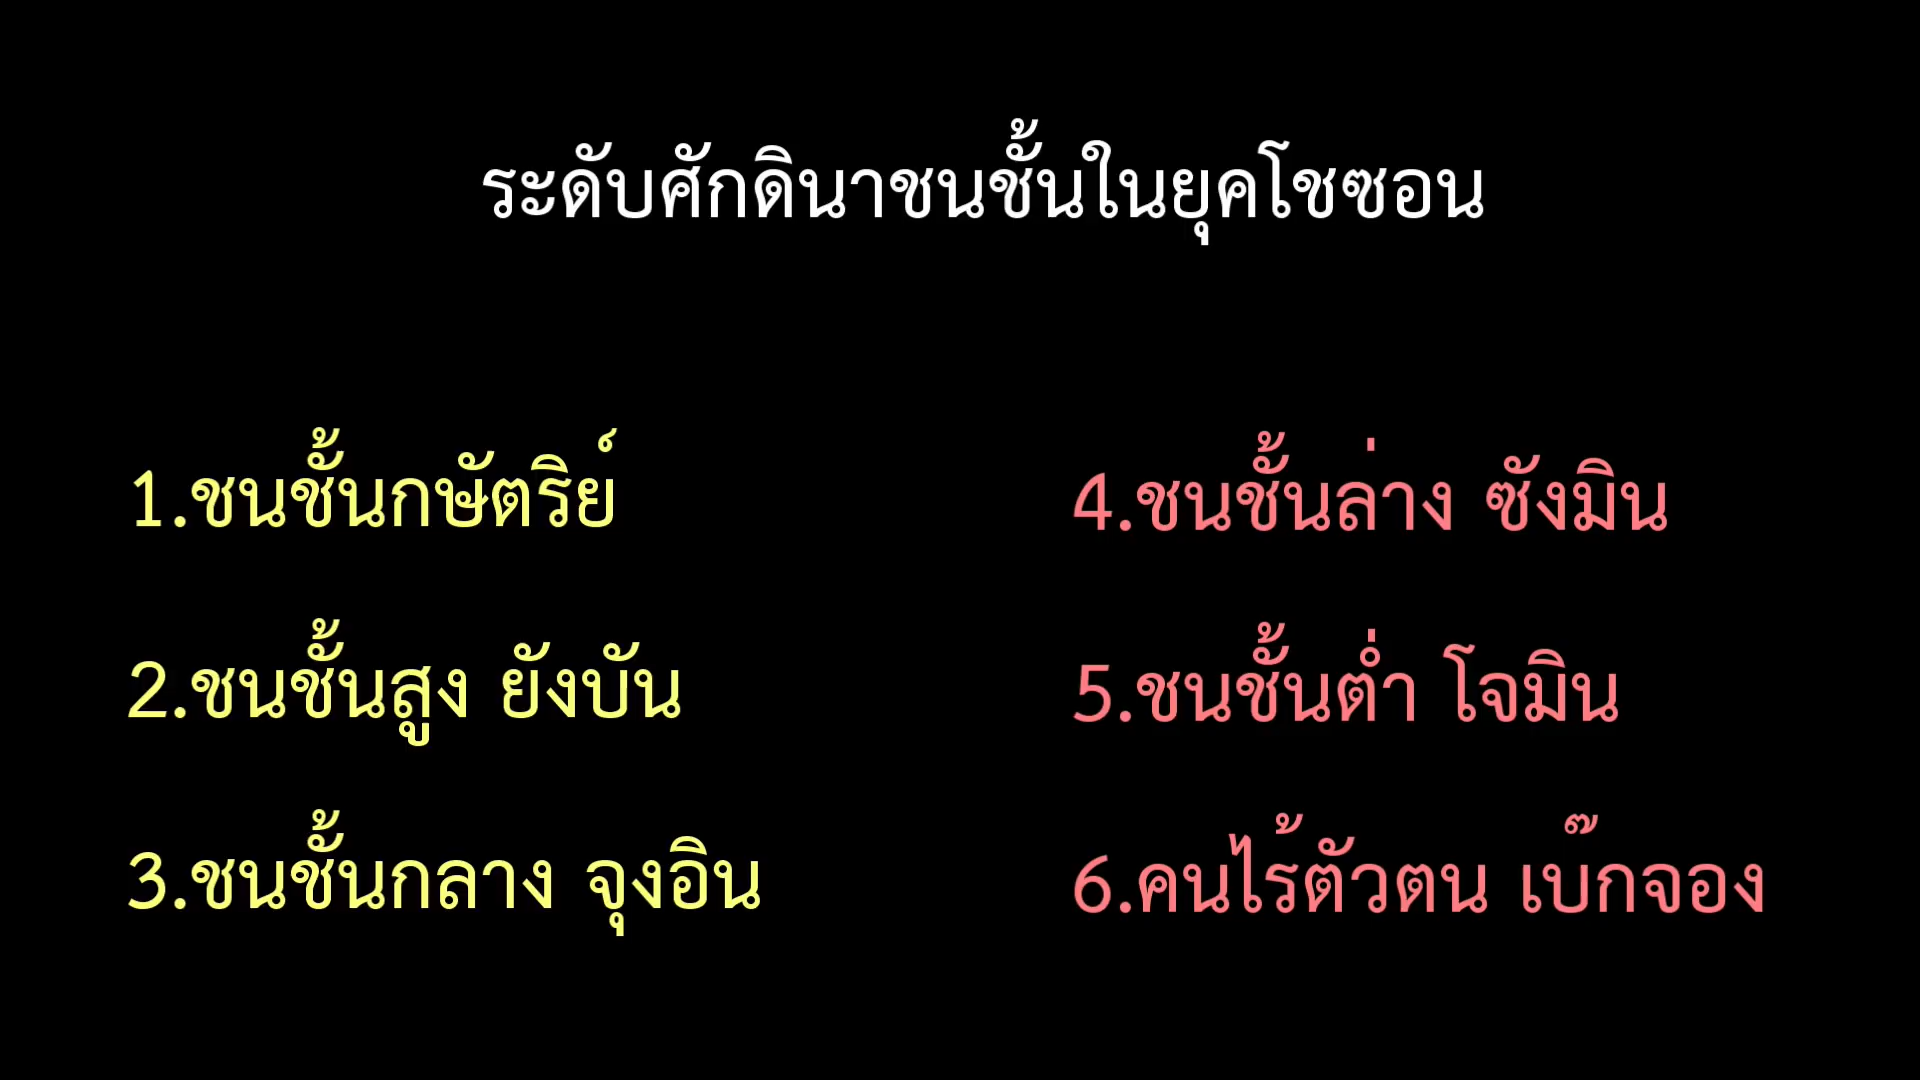 ระดับศักดินาชนชั้นในยุคโชซอน
1.ชนชั้นกษัตริย์
2.ชนชั้นสูง ยังบัน
3.ชนชั้นกลาง จุงอิน
4.ชนชั้นล่าง ซังมิน
5.ชนชั้นต่ำ โจมิน
6.คนไร้ตัวตน เบ๊กจอง